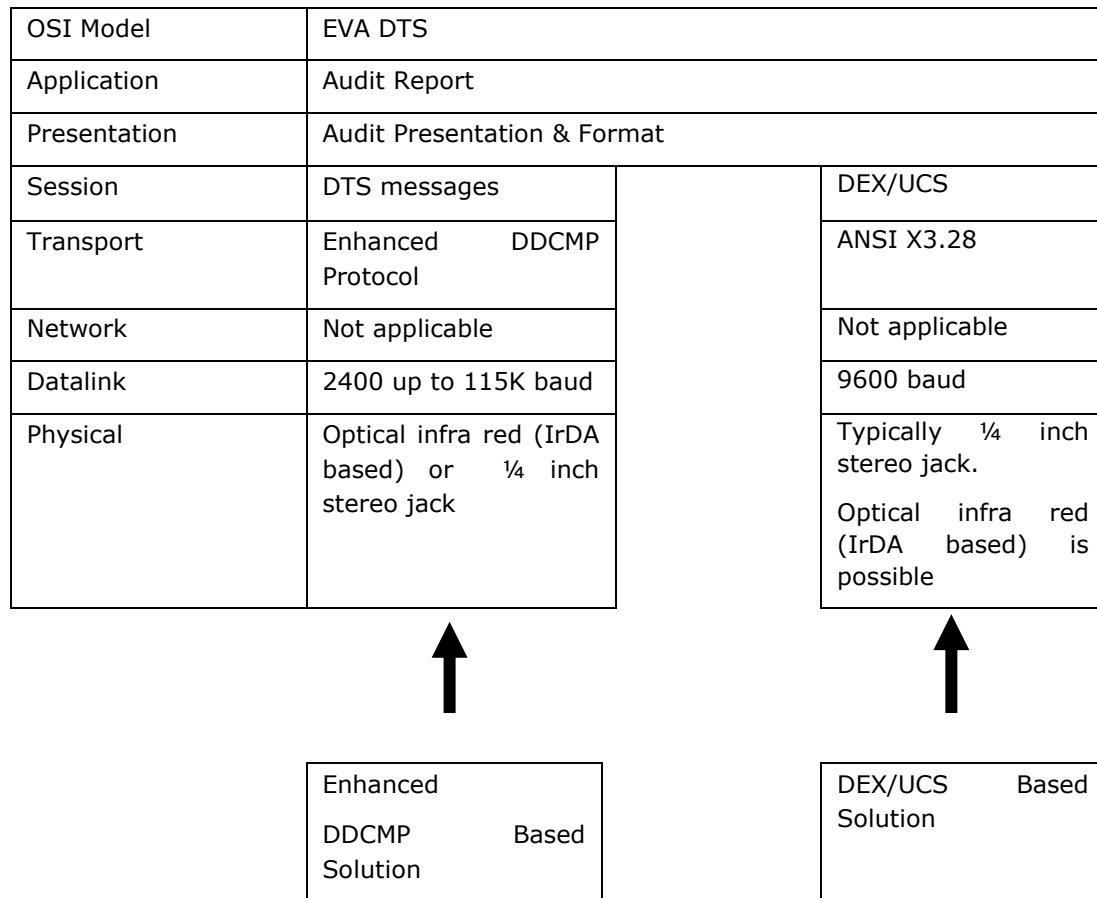 OSI Model
EVA DTS
Application
Audit Report
Presentation
Audit Presentation & Format
Session
DTS messages
DEX/UCS
Transport
Enhanced DDCMP
Protocol
ANSI X3.28
Network
Not applicable
Not applicable
Datalink
2400 up to 115K baud
9600 baud
Physical
Optical infra red (IrDA
based) or ¼ inch
stereo jack
Typically ¼ inch
stereo jack.
Optical infra red
(IrDA based) is
possible
Enhanced
DDCMP Based
Solution
DEX/UCS Based
Solution